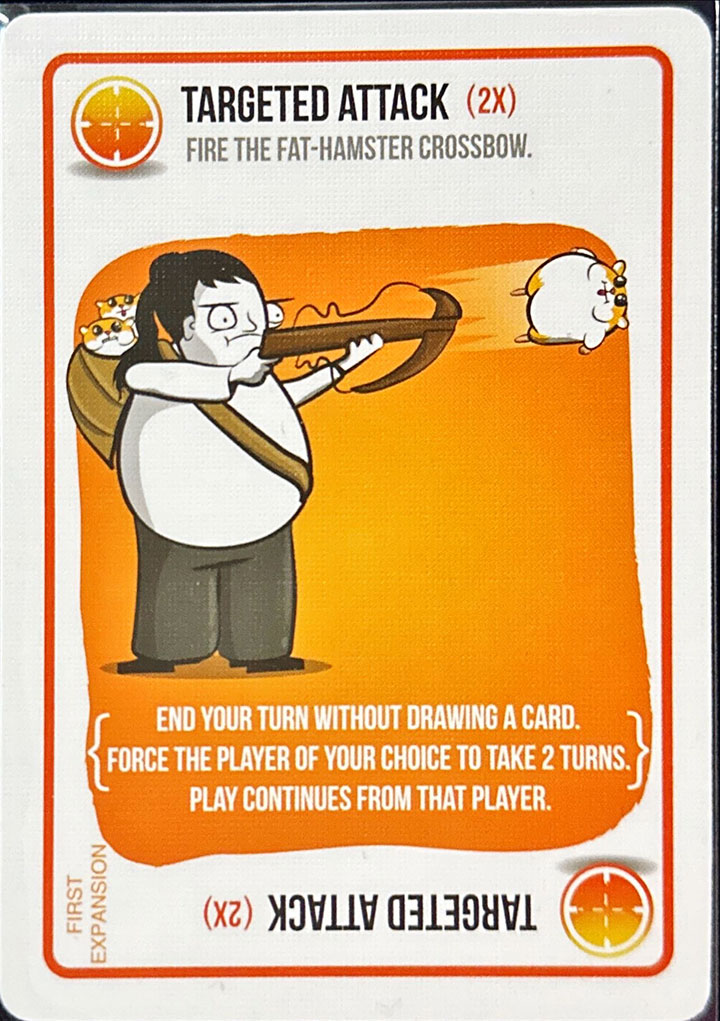 TARGETED ATTACK (2X)
FIRE THE FAT-HAMSTER CROSSBOW.
END YOUR TURN WITHOUT DRAWING A CARD.
{FORCE THE PLAYER OF YOUR CHOICE TO TAKE 2 TURNS.}
PLAY CONTINUES FROM THAT PLAYER.
FIRST
EXPANSION
TARGETED ATTACK (2X)